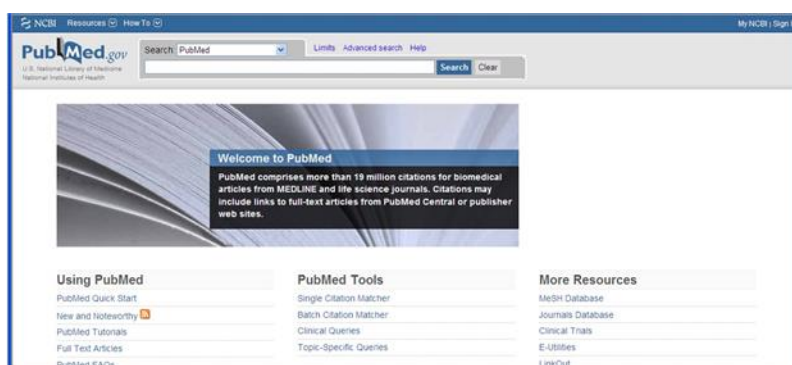 NCBI Resources How To My NCBI | Sign I
PubMed.gov Search: PubMed Limits Advanced search Help
U.S. National Library of Medicine
National Institutes of Health
Search Clear
Welcome to PubMed
PubMed comprises more than 19 million citations for biomedical
articles from MEDLINE and life science journals. Citations may
include links to full-text articles from PubMed Central or publisher
web sites.
Using PubMed PubMed Tools More Resources
PubMed Quick Start Single Citation Matcher MeSH Database
New and Noteworthy Batch Citation Matcher Journals Database
PubMed Tutorials Clinical Queries Clinical Trials
Full Text Articles Topic-Specific Queries E-Utilities
PubMed FAQs LinkOut